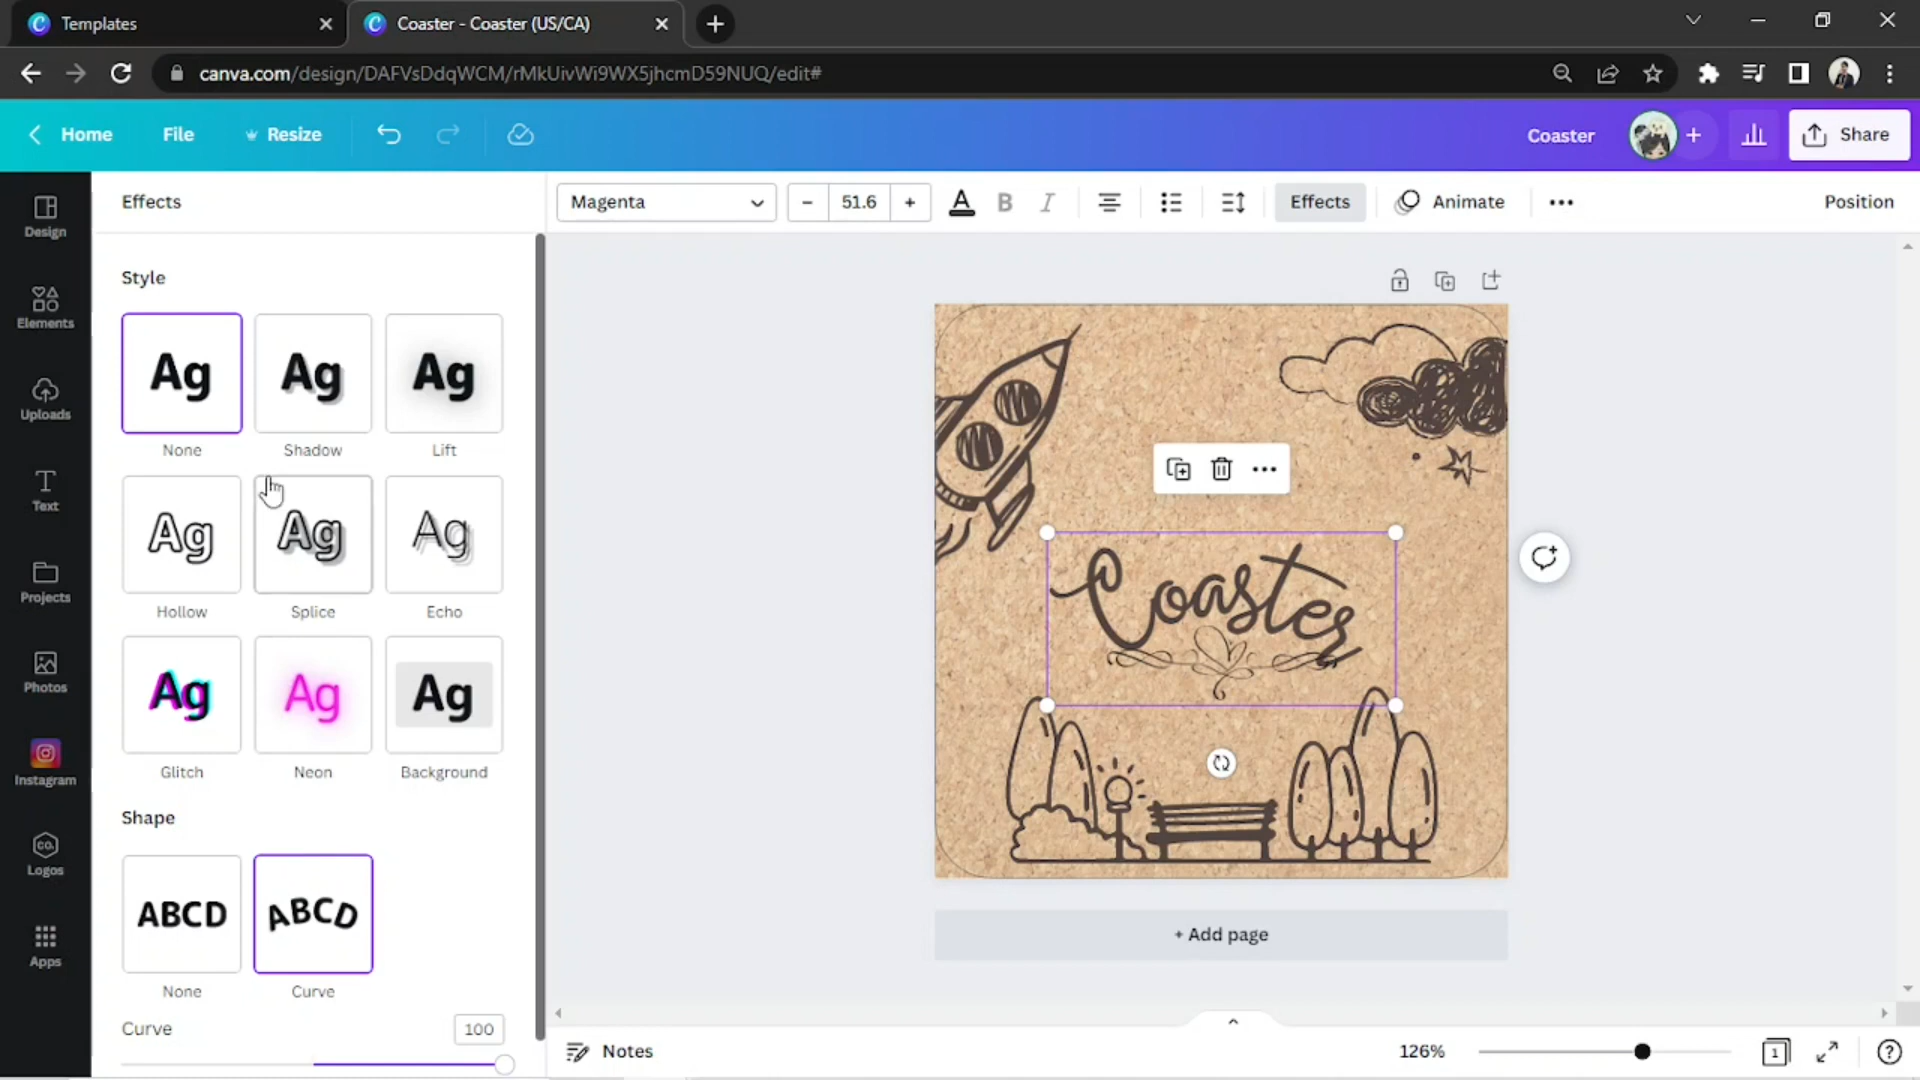 Templates
Coaster - Coaster (US/CA)
canva.com/design/DAFVsDdqWCM/rMkUivWi9WX5jhcmD59NUQ/edit#
Home File Resize Coaster Share
Effects Magenta 51.6 A B I Effects Animate Position
Design
Elements
Uploads
Text
Projects
Photos
Instagram
CO.
Logos
Apps
Style
Ag Ag Ag
None Shadow Lift
Ag Ag Ag
Hollow Splice Echo
Ag Ag Ag
Glitch Neon Background
Shape
ABCD ABCD
None Curve
Curve 100
Coaster
+ Add page
Notes 126% 1